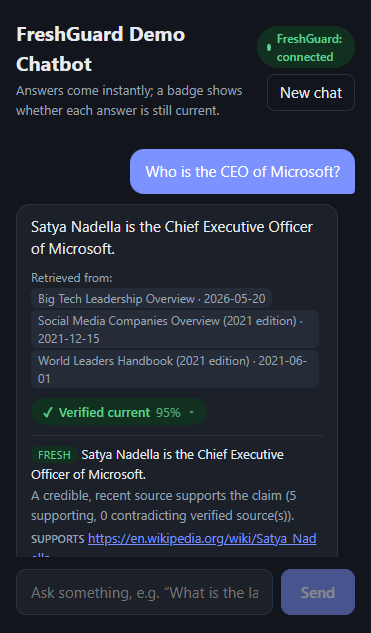 FreshGuard Demo
Chatbot
FreshGuard:
connected
Answers come instantly; a badge shows
whether each answer is still current.
New chat
Who is the CEO of Microsoft?
Satya Nadella is the Chief Executive Officer
of Microsoft.
Retrieved from:
Big Tech Leadership Overview · 2026-05-20
Social Media Companies Overview (2021 edition) ·
2021-12-15
World Leaders Handbook (2021 edition) · 2021-06-
01
✓ Verified current 95%
FRESH Satya Nadella is the Chief Executive
Officer of Microsoft.
A credible, recent source supports the claim (5
supporting, 0 contradicting verified source(s)).
SUPPORTS https://en.wikipedia.org/wiki/Satya_Nad
Ask something, e.g. "What is the la
Send